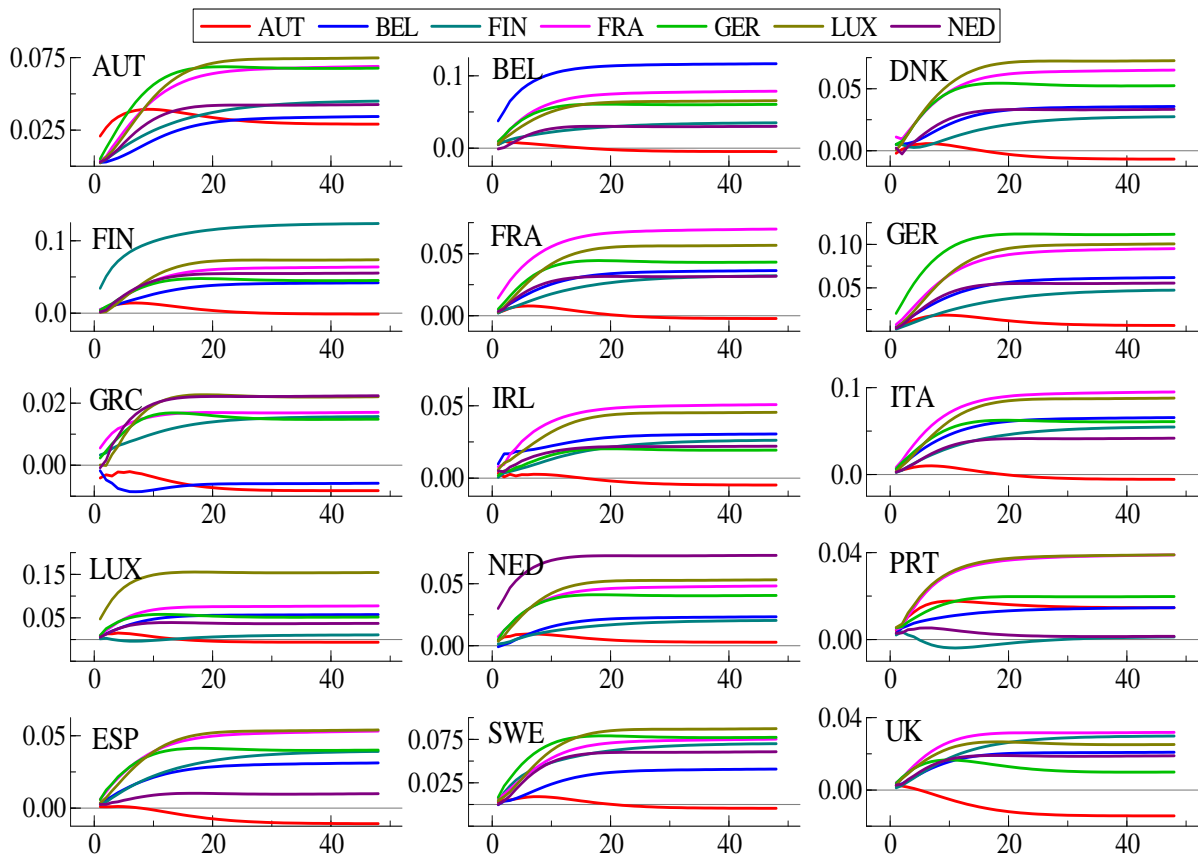 AUT BEL FIN FRA GER LUX NED
AUT
0.075
0.025
0 20 40
BEL
0.1
0.0
0 20 40
DNK
0.05
0.00
0 20 40
FIN
0.1
0.0
0 20 40
FRA
0.05
0.00
0 20 40
GER
0.10
0.05
0 20 40
GRC
0.02
0.00
0 20 40
IRL
0.05
0.00
0 20 40
ITA
0.1
0.0
0 20 40
LUX
0.15
0.05
0 20 40
NED
0.05
0.00
0 20 40
PRT
0.04
0.00
0 20 40
ESP
0.05
0.00
0 20 40
SWE
0.075
0.025
0 20 40
UK
0.04
0.00
0 20 40